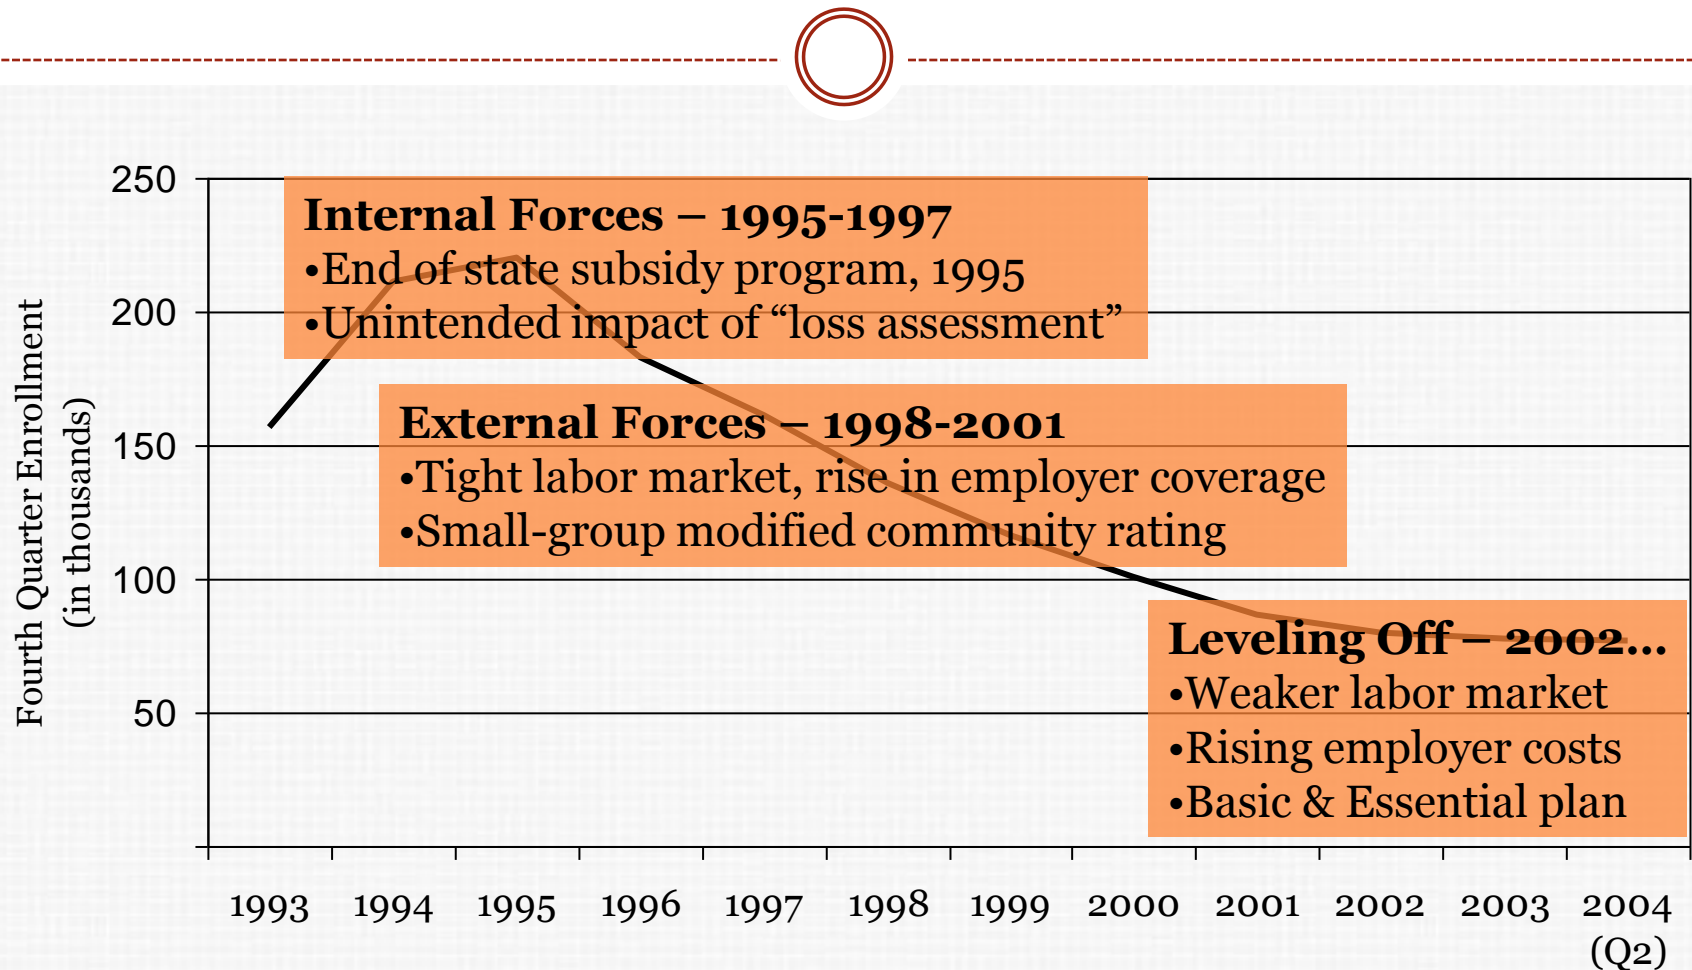 250
200
150
100
50
Fourth Quarter Enrollment
(in thousands)
Internal Forces – 1995-1997
•End of state subsidy program, 1995
•Unintended impact of “loss assessment”
External Forces – 1998-2001
•Tight labor market, rise in employer coverage
•Small-group modified community rating
Leveling Off – 2002…
•Weaker labor market
•Rising employer costs
•Basic & Essential plan
1993 1994 1995 1996 1997 1998 1999 2000 2001 2002 2003 2004
(Q2)